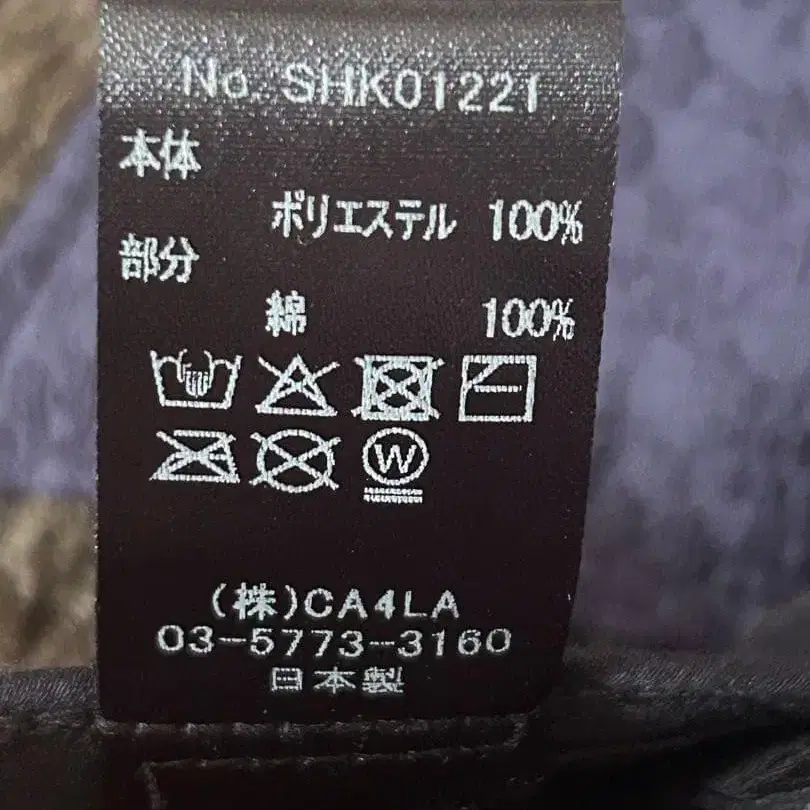 No. SHK01221
本体
ポリエステル 100%
部分
綿 100%
W
(株)CA4LA
03-5773-3160
日本製